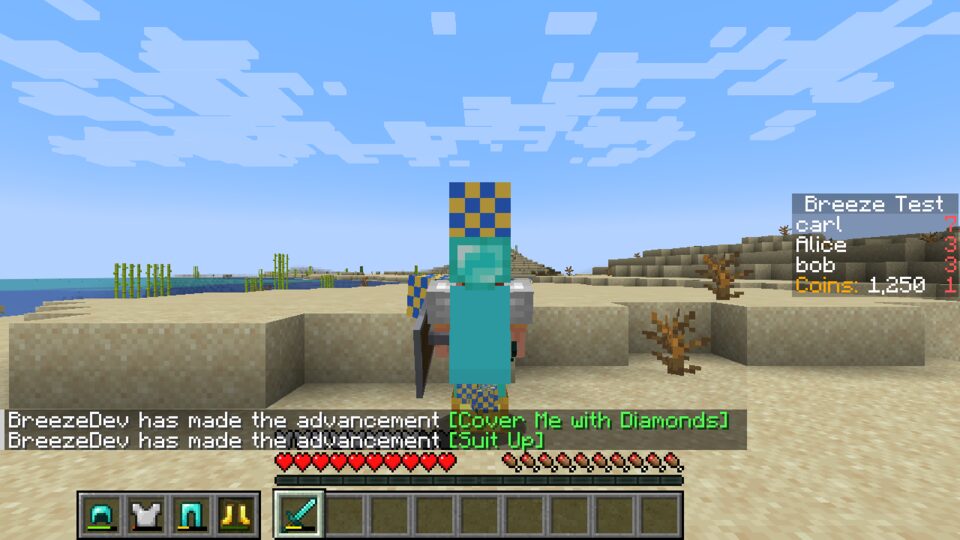 Breeze Test
carl 7
Alice 3
bob 3
Coins: 1,250 1
BreezeDev has made the advancement [Cover Me with Diamonds]
BreezeDev has made the advancement [Suit Up]